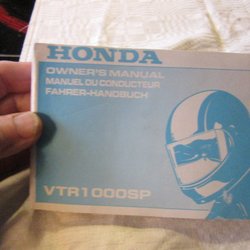 HONDA
OWNER'S MANUAL
MANUEL DU CONDUCTEUR
FAHRER-HANDBUCH
VTR1000SP